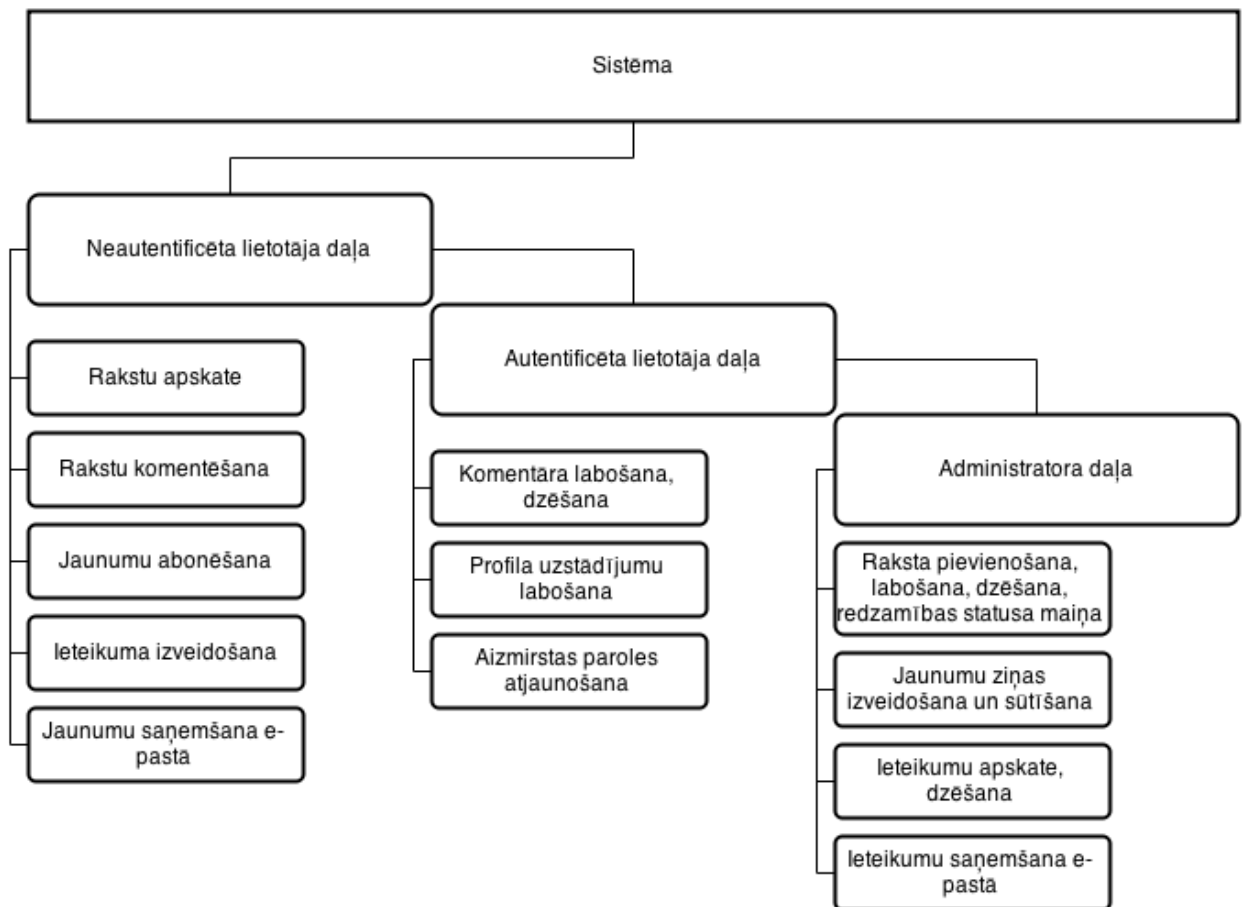 Sistēma
Neautentificēta lietotāja daļa
Rakstu apskate
Rakstu komentēšana
Jaunumu abonēšana
Ieteikuma izveidošana
Jaunumu saņemšana e-
pastā
Autentificēta lietotāja daļa
Komentāra labošana,
dzēšana
Profila uzstādījumu
labošana
Aizmirstas paroles
atjaunošana
Administratora daļa
Raksta pievienošana,
labošana, dzēšana,
redzamības statusa maiņa
Jaunumu ziņas
izveidošana un sūtīšana
Ieteikumu apskate,
dzēšana
Ieteikumu saņemšana e-
pastā